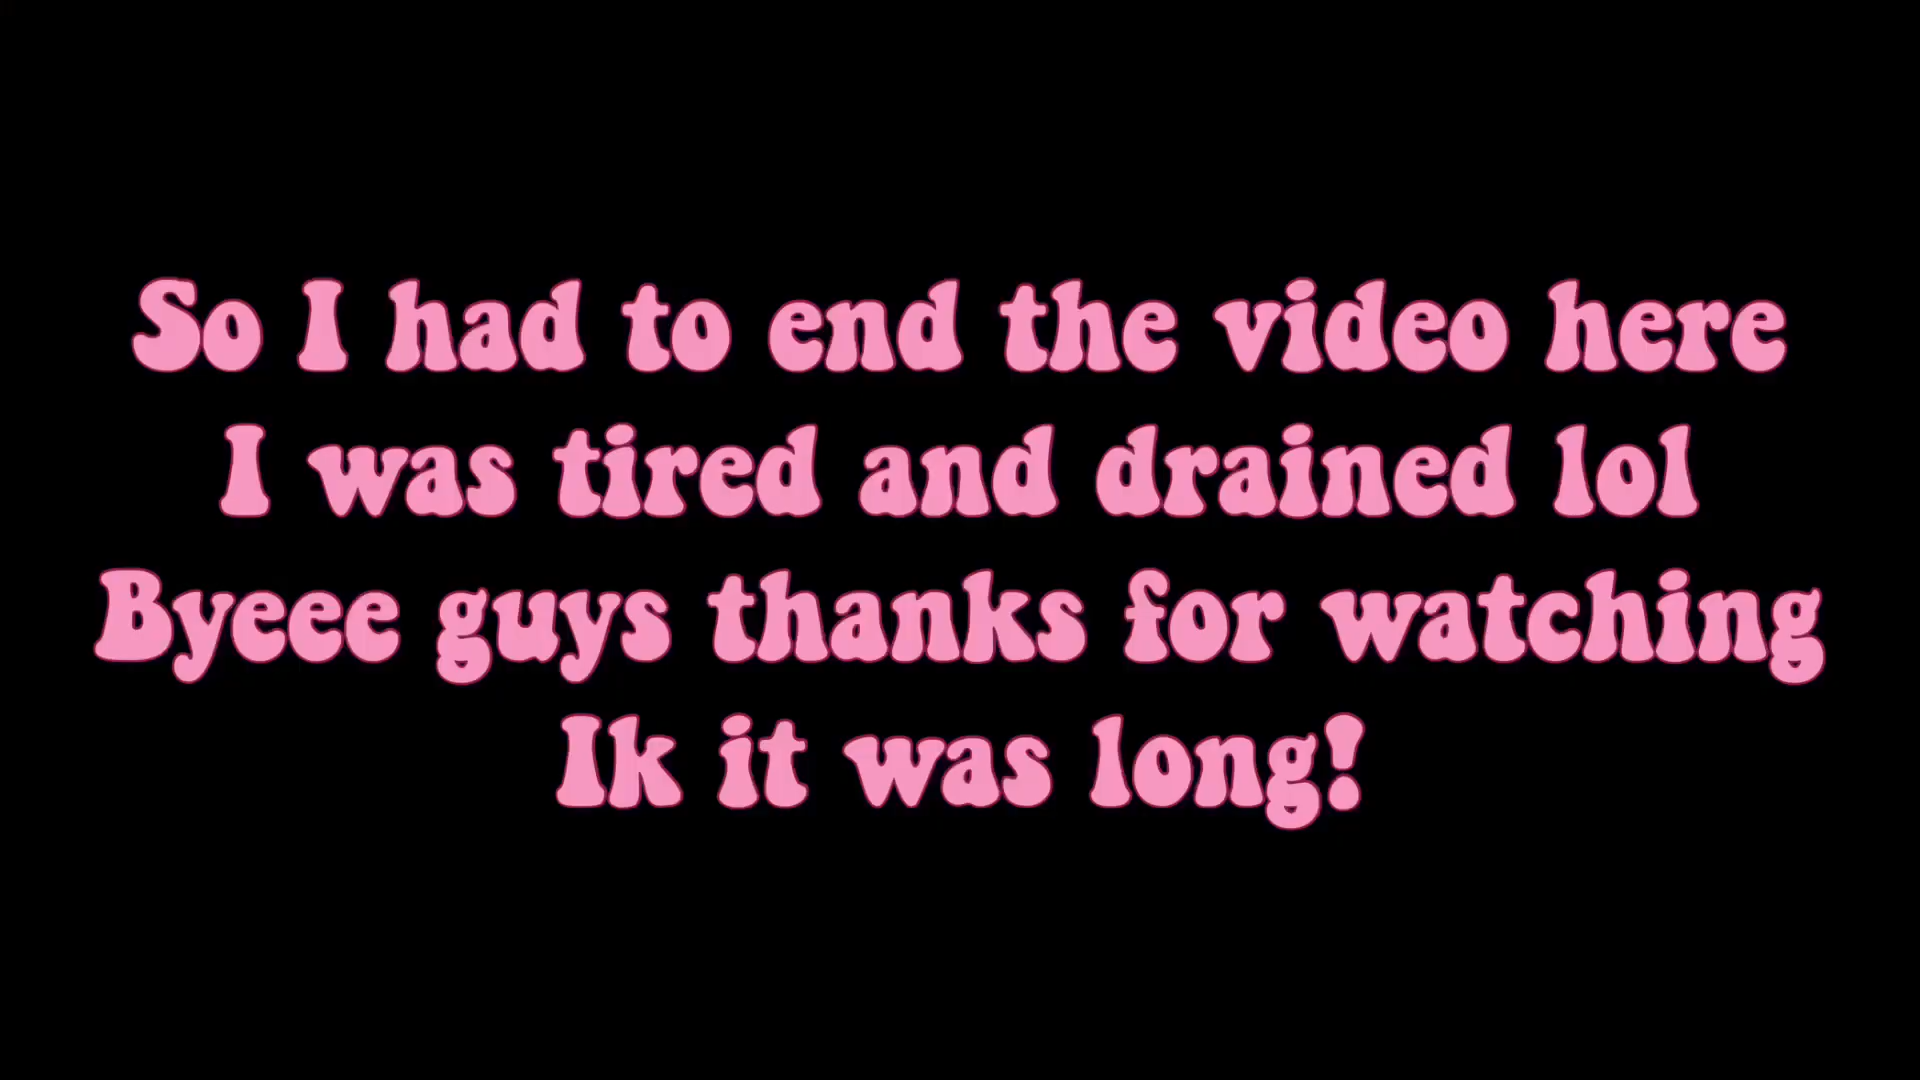 So I had to end the video here
I was tired and drained lol
Byeee guys thanks for watching
Ik it was long!